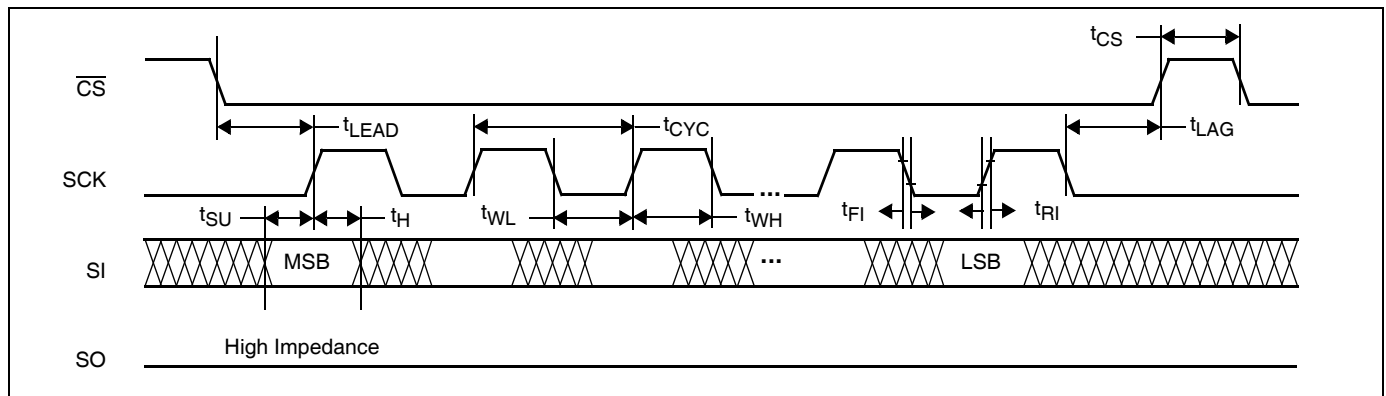 tCS
CS
tLEAD
tCYC
tLAG
SCK
...
tSU
tH
tWL
tWH
tFI
tRI
SI
MSB
...
LSB
High Impedance
SO